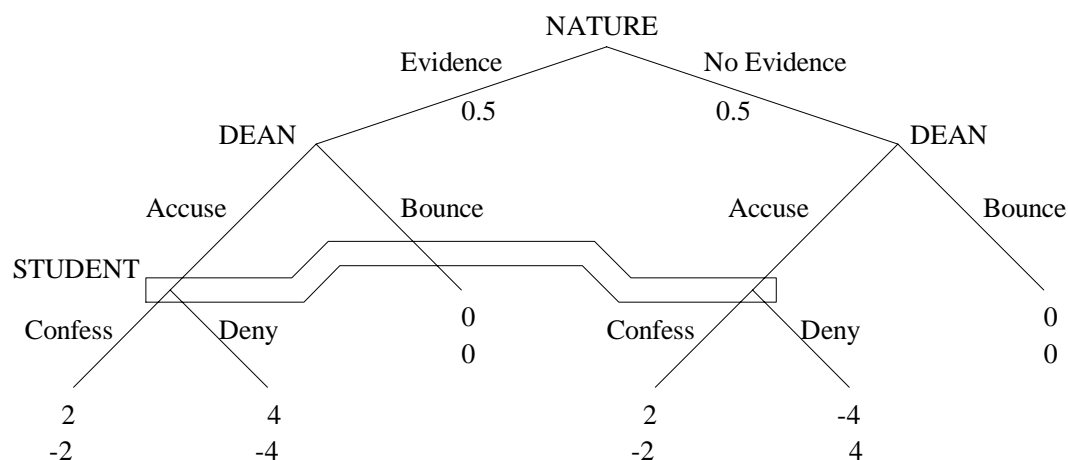 NATURE
Evidence No Evidence
0.5 0.5
DEAN DEAN
Accuse Bounce Accuse Bounce
STUDENT
Confess Deny 0 Confess Deny 0
0 0
2 4 2 -4
-2 -4 -2 4